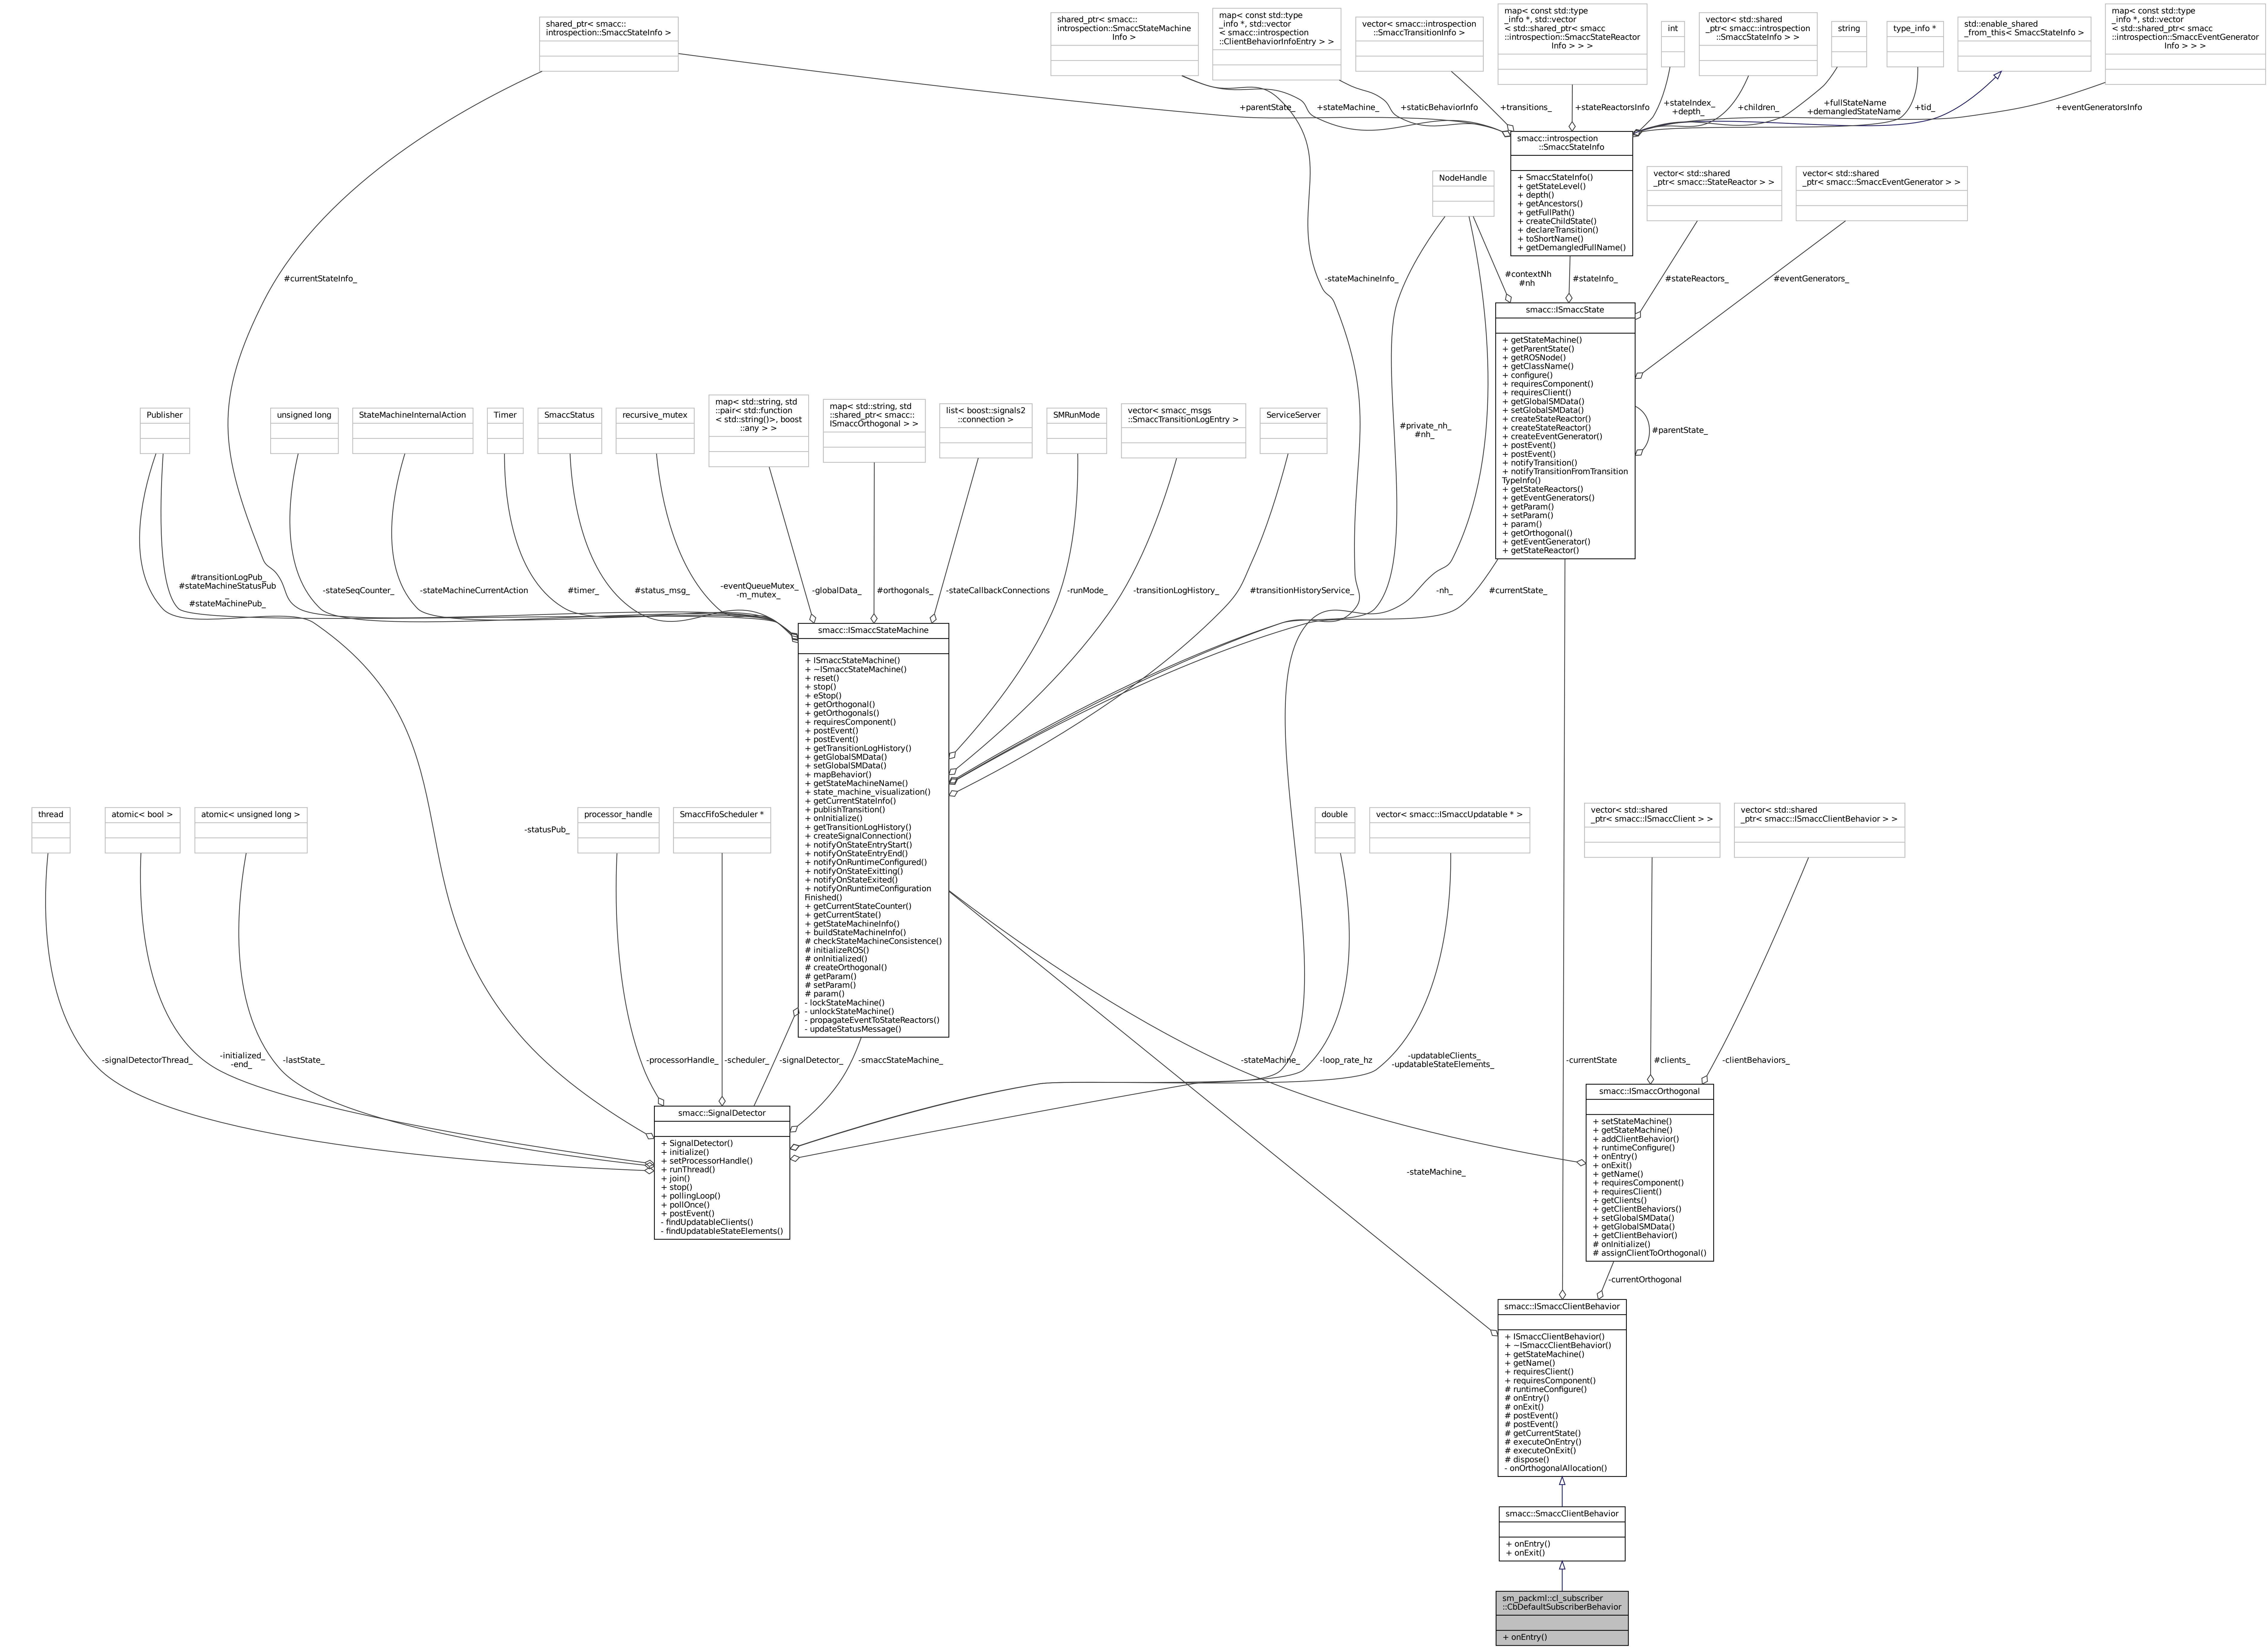 shared_ptr< smacc::
introspection::SmaccStateInfo >
shared_ptr< smacc::
introspection::SmaccStateMachine
Info >
map< const std::type
_info *, std::vector
< smacc::introspection
::ClientBehaviorInfoEntry > >
vector< smacc::introspection
::SmaccTransitionInfo >
map< const std::type
_info *, std::vector
< std::shared_ptr< smacc
::introspection::SmaccStateReactor
Info > > >
int
vector< std::shared
_ptr< smacc::introspection
::SmaccStateInfo > >
string
type_info *
std::enable_shared
_from_this< SmaccStateInfo >
map< const std::type
_info *, std::vector
< std::shared_ptr< smacc
::introspection::SmaccEventGenerator
Info > > >
+parentState_
+stateMachine_
+staticBehaviorInfo
+transitions_
+stateReactorsInfo
+stateIndex_
+depth_
+children_
+fullStateName
+demangledStateName
+tid_
+eventGeneratorsInfo
smacc::introspection
::SmaccStateInfo
+ SmaccStateInfo()
+ getStateLevel()
+ depth()
+ getAncestors()
+ getFullPath()
+ createChildState()
+ declareTransition()
+ toShortName()
+ getDemangledFullName()
NodeHandle
vector< std::shared
_ptr< smacc::StateReactor > >
vector< std::shared
_ptr< smacc::SmaccEventGenerator > >
#currentStateInfo_
-stateMachineInfo_
#contextNh
#nh
#stateInfo_
#stateReactors_
#eventGenerators_
smacc::ISmaccState
+ getStateMachine()
+ getParentState()
+ getROSNode()
+ getClassName()
+ configure()
+ requiresComponent()
+ requiresClient()
+ getGlobalSMData()
+ setGlobalSMData()
+ createStateReactor()
+ createStateReactor()
+ createEventGenerator()
+ postEvent()
+ postEvent()
+ notifyTransition()
+ notifyTransitionFromTransition
TypeInfo()
+ getStateReactors()
+ getEventGenerators()
+ getParam()
+ setParam()
+ param()
+ getOrthogonal()
+ getEventGenerator()
+ getStateReactor()
#parentState_
#private_nh_
#nh_
Publisher
unsigned long
StateMachineInternalAction
Timer
SmaccStatus
recursive_mutex
map< std::string, std
::pair< std::function
< std::string()>, boost
::any > >
map< std::string, std
::shared_ptr< smacc::
ISmaccOrthogonal > >
list< boost::signals2
::connection >
SMRunMode
vector< smacc_msgs
::SmaccTransitionLogEntry >
ServiceServer
#transitionLogPub_
#stateMachineStatusPub
_
#stateMachinePub_
-stateSeqCounter_
-stateMachineCurrentAction
#timer_
#status_msg_
-eventQueueMutex_
-m_mutex_
-globalData_
#orthogonals_
-stateCallbackConnections
-runMode_
-transitionLogHistory_
#transitionHistoryService_
-nh_
#currentState_
smacc::ISmaccStateMachine
+ ISmaccStateMachine()
+ ~ISmaccStateMachine()
+ reset()
+ stop()
+ eStop()
+ getOrthogonal()
+ getOrthogonals()
+ requiresComponent()
+ postEvent()
+ postEvent()
+ getTransitionLogHistory()
+ getGlobalSMData()
+ setGlobalSMData()
+ mapBehavior()
+ getStateMachineName()
+ state_machine_visualization()
+ getCurrentStateInfo()
+ publishTransition()
+ onInitialize()
+ getTransitionLogHistory()
+ createSignalConnection()
+ notifyOnStateEntryStart()
+ notifyOnStateEntryEnd()
+ notifyOnRuntimeConfigured()
+ notifyOnStateExitting()
+ notifyOnStateExited()
+ notifyOnRuntimeConfiguration
Finished()
+ getCurrentStateCounter()
+ getCurrentState()
+ getStateMachineInfo()
+ buildStateMachineInfo()
# checkStateMachineConsistence()
# initializeROS()
# onInitialized()
# createOrthogonal()
# getParam()
# setParam()
# param()
- lockStateMachine()
- unlockStateMachine()
- propagateEventToStateReactors()
- updateStatusMessage()
thread
atomic< bool >
atomic< unsigned long >
-statusPub_
processor_handle
SmaccFifoScheduler *
double
vector< smacc::ISmaccUpdatable * >
vector< std::shared
_ptr< smacc::ISmaccClient > >
vector< std::shared
_ptr< smacc::ISmaccClientBehavior > >
-signalDetectorThread_
-initialized_
-end_
-lastState_
-processorHandle_
-scheduler_
-signalDetector_
-smaccStateMachine_
-stateMachine_
-loop_rate_hz
-updatableClients_
-updatableStateElements_
-currentState
#clients_
-clientBehaviors_
smacc::SignalDetector
+ SignalDetector()
+ initialize()
+ setProcessorHandle()
+ runThread()
+ join()
+ stop()
+ pollingLoop()
+ pollOnce()
+ postEvent()
- findUpdatableClients()
- findUpdatableStateElements()
smacc::ISmaccOrthogonal
+ setStateMachine()
+ getStateMachine()
+ addClientBehavior()
+ runtimeConfigure()
+ onEntry()
+ onExit()
+ getName()
+ requiresComponent()
+ requiresClient()
+ getClients()
+ getClientBehaviors()
+ setGlobalSMData()
+ getGlobalSMData()
+ getClientBehavior()
# onInitialize()
# assignClientToOrthogonal()
-stateMachine_
-currentOrthogonal
smacc::ISmaccClientBehavior
+ ISmaccClientBehavior()
+ ~ISmaccClientBehavior()
+ getStateMachine()
+ getName()
+ requiresClient()
+ requiresComponent()
# runtimeConfigure()
# onEntry()
# onExit()
# postEvent()
# postEvent()
# getCurrentState()
# executeOnEntry()
# executeOnExit()
# dispose()
- onOrthogonalAllocation()
smacc::SmaccClientBehavior
+ onEntry()
+ onExit()
sm_packml::cl_subscriber
::CbDefaultSubscriberBehavior
+ onEntry()